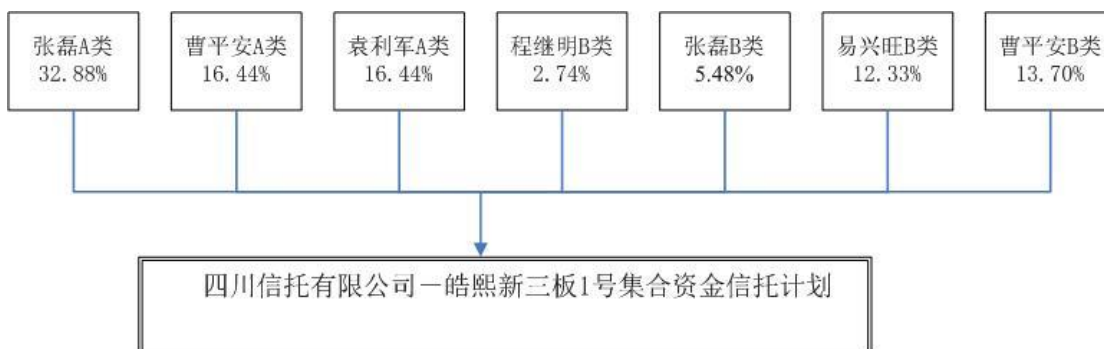 张磊A类
32.88%
曹平安A类
16.44%
袁利军A类
16.44%
程继明B类
2.74%
张磊B类
5.48%
易兴旺B类
12.33%
曹平安B类
13.70%
四川信托有限公司－皓熙新三板1号集合资金信托计划